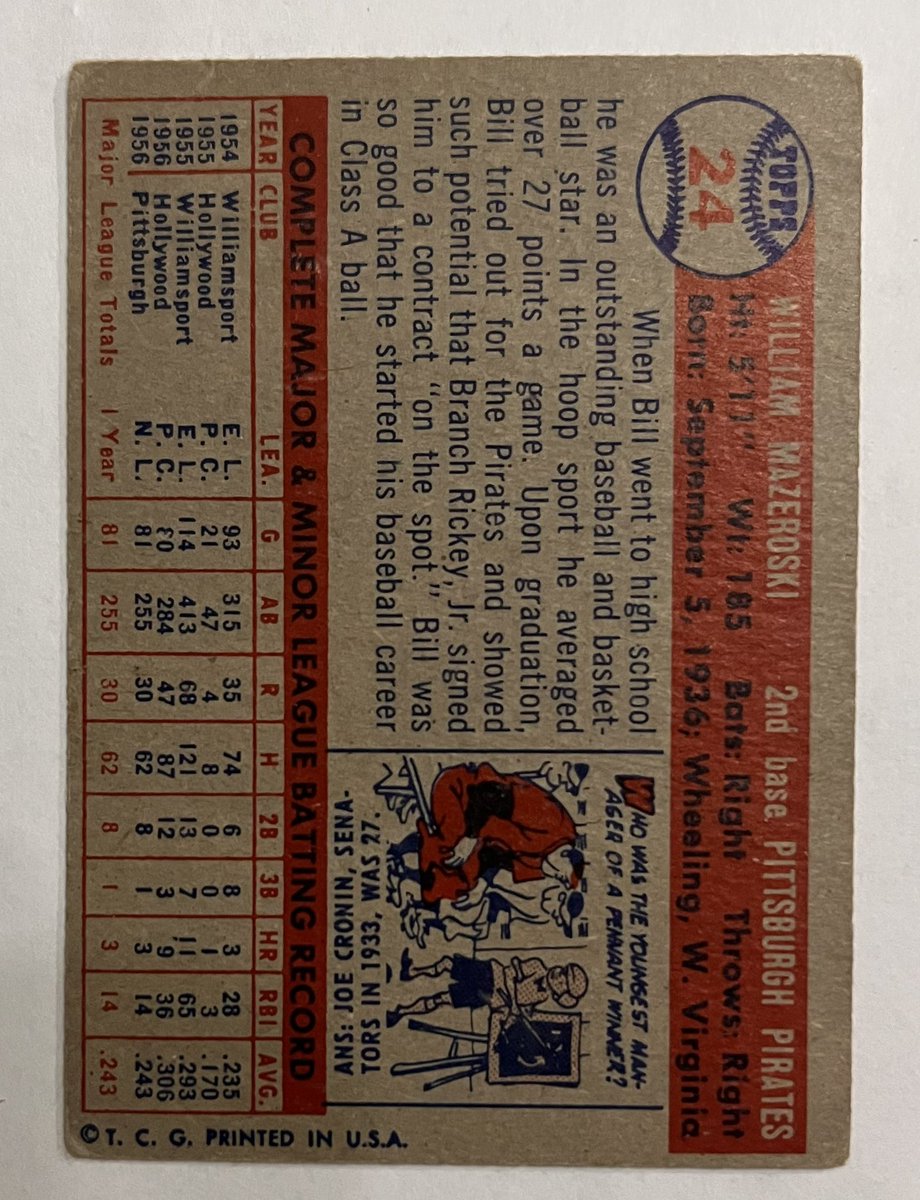 TOPPS
24
WILLIAM MAZEROSKI 2nd base PITTSBURGH PIRATES
Ht: 5'11" Wt: 185 Bats: Right Throws: Right
Born: September 5, 1936; Wheeling, W. Virginia
When Bill went to high school
he was an outstanding baseball and basket-
ball star. In the hoop sport he averaged
over 27 points a game. Upon graduation,
Bill tried out for the Pirates and showed
such potential that Branch Rickey, Jr. signed
him to a contract "on the spot." Bill was
so good that he started his baseball career
in Class A ball.
WHO WAS THE YOUNGEST MAN-
AGER OF A PENNANT WINNER?
ANS: JOE CRONIN, SENA-
TORS IN 1933, WAS 27.
COMPLETE MAJOR & MINOR LEAGUE BATTING RECORD
YEAR CLUB LEA. G AB R H 2B 3B HR RBI AVG.
1954 Williamsport E. L. 93 315 35 74 6 8 3 28 .235
1955 Hollywood P. C. 21 47 4 8 0 0 1 3 .170
1955 Williamsport E. L. 114 413 68 121 13 7 11 65 .293
1956 Hollywood P. C. 80 284 47 87 12 3 9 36 .306
1956 Pittsburgh N. L. 81 255 30 62 8 1 3 14 .243
Major League Totals 1 Year 81 255 30 62 8 1 3 14 .243
© T. C. G. PRINTED IN U.S.A.